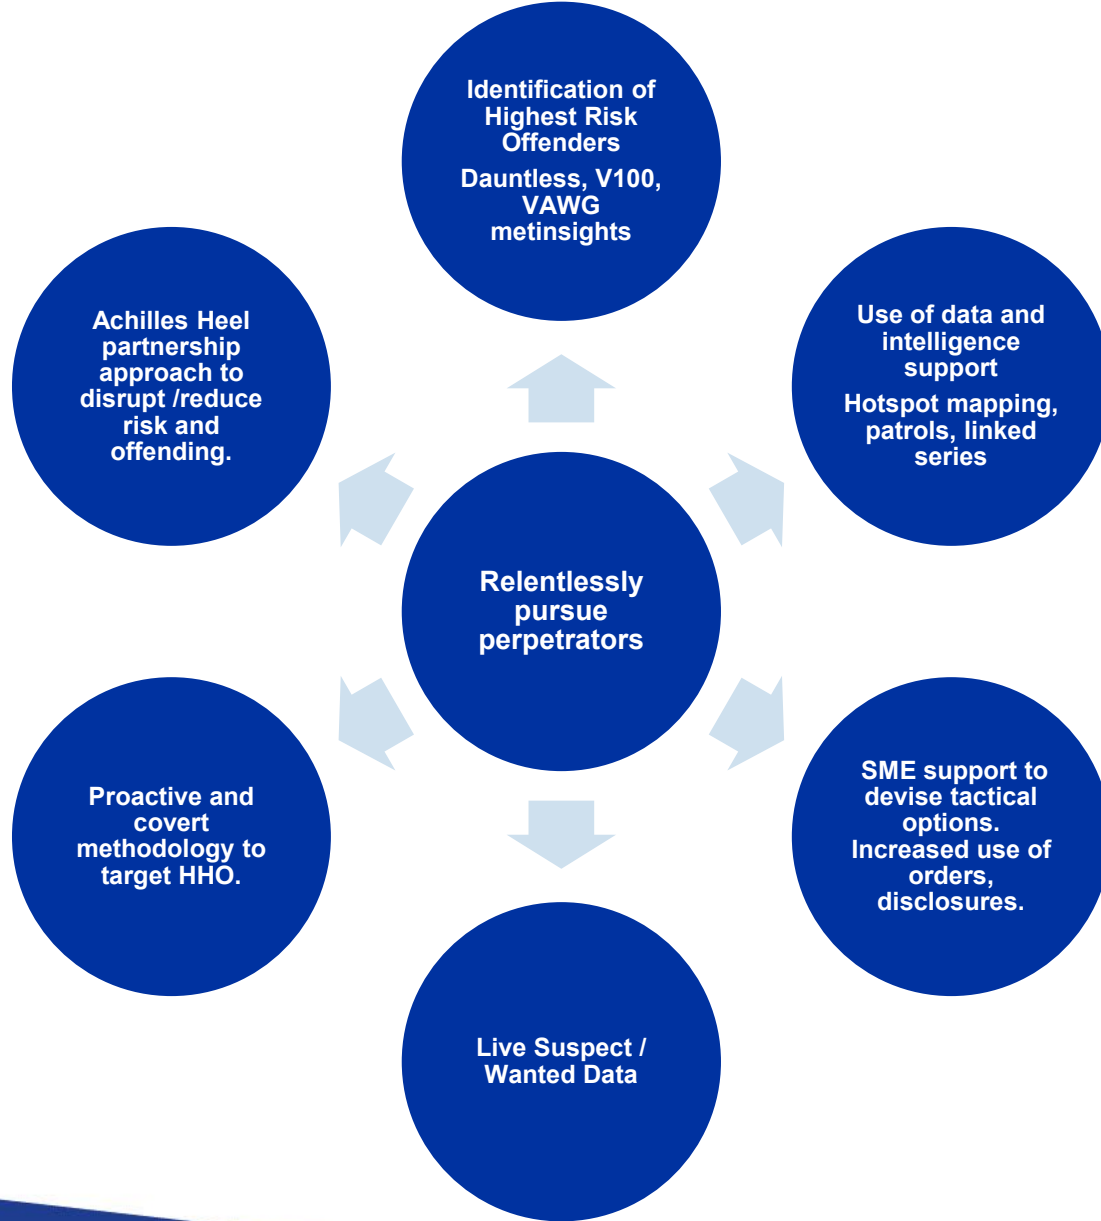 Identification of
Highest Risk
Offenders
Dauntless, V100,
VAWG
metinsights
Use of data and
intelligence
support
Hotspot mapping,
patrols, linked
series
SME support to
devise tactical
options.
Increased use of
orders,
disclosures.
Live Suspect /
Wanted Data
Proactive and
covert
methodology to
target HHO.
Achilles Heel
partnership
approach to
disrupt /reduce
risk and
offending.
Relentlessly
pursue
perpetrators